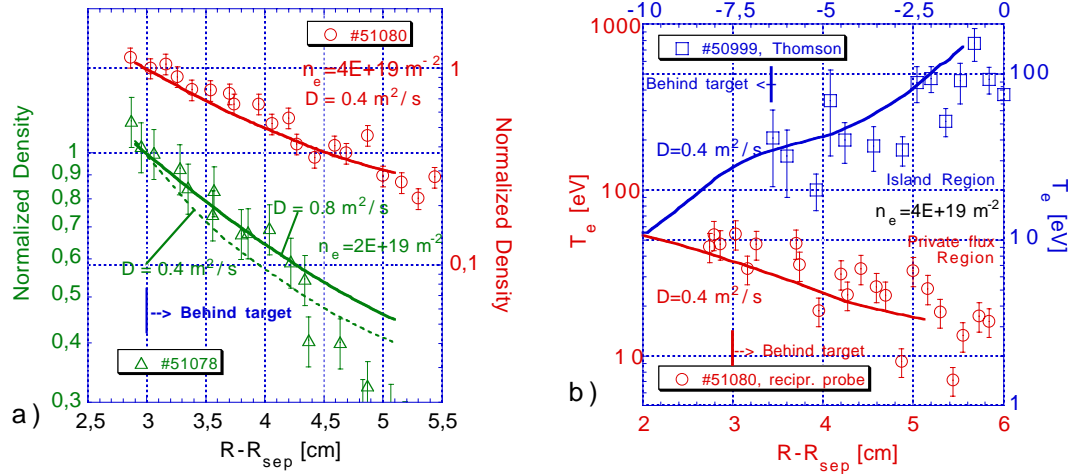 #51080
n_e=4E+19 m^-2
D = 0.4 m^2/s
1
0.9
0.8
0.7
0.6
0.5
0.4
0,3
Normalized Density
1
0,1
Normalized Density
D = 0.8 m^2/s
n_e=2E+19 m^-2
D = 0.4 m^2/s
--> Behind target
#51078
a)
2,5 3 3,5 4 4,5 5 5,5
R-R_sep [cm]
-10 -7,5 -5 -2,5 0
1000
100
10
T_e [eV]
100
10
1
T_e [eV]
#50999, Thomson
Behind target <-
D=0.4 m^2/s
Island Region
n_e=4E+19 m^-2
Private flux
Region
D=0.4 m^2/s
--> Behind target
#51080, recipr. probe
b)
2 3 4 5 6
R-R_sep [cm]